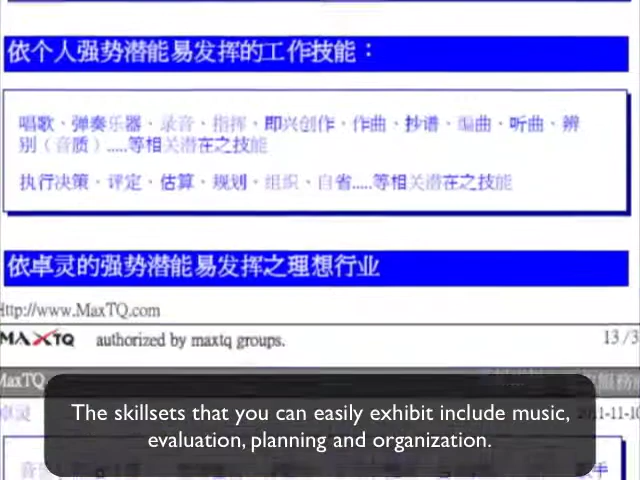 依个人强势潜能易发挥的工作技能：
唱歌、弹奏乐器、录音、指挥、即兴创作、作曲、抄谱、编曲、听曲、辨
别（音质）.....等相关潜在之技能
执行决策、评定、估算、规划、组织、自省.....等相关潜在之技能
依卓灵的强势潜能易发挥之理想行业
Http://www.MaxTQ.com
MAXTQ authorized by maxtq groups. 13/3
MaxTQ
卓灵 2011-11-10
The skillsets that you can easily exhibit include music,
evaluation, planning and organization.